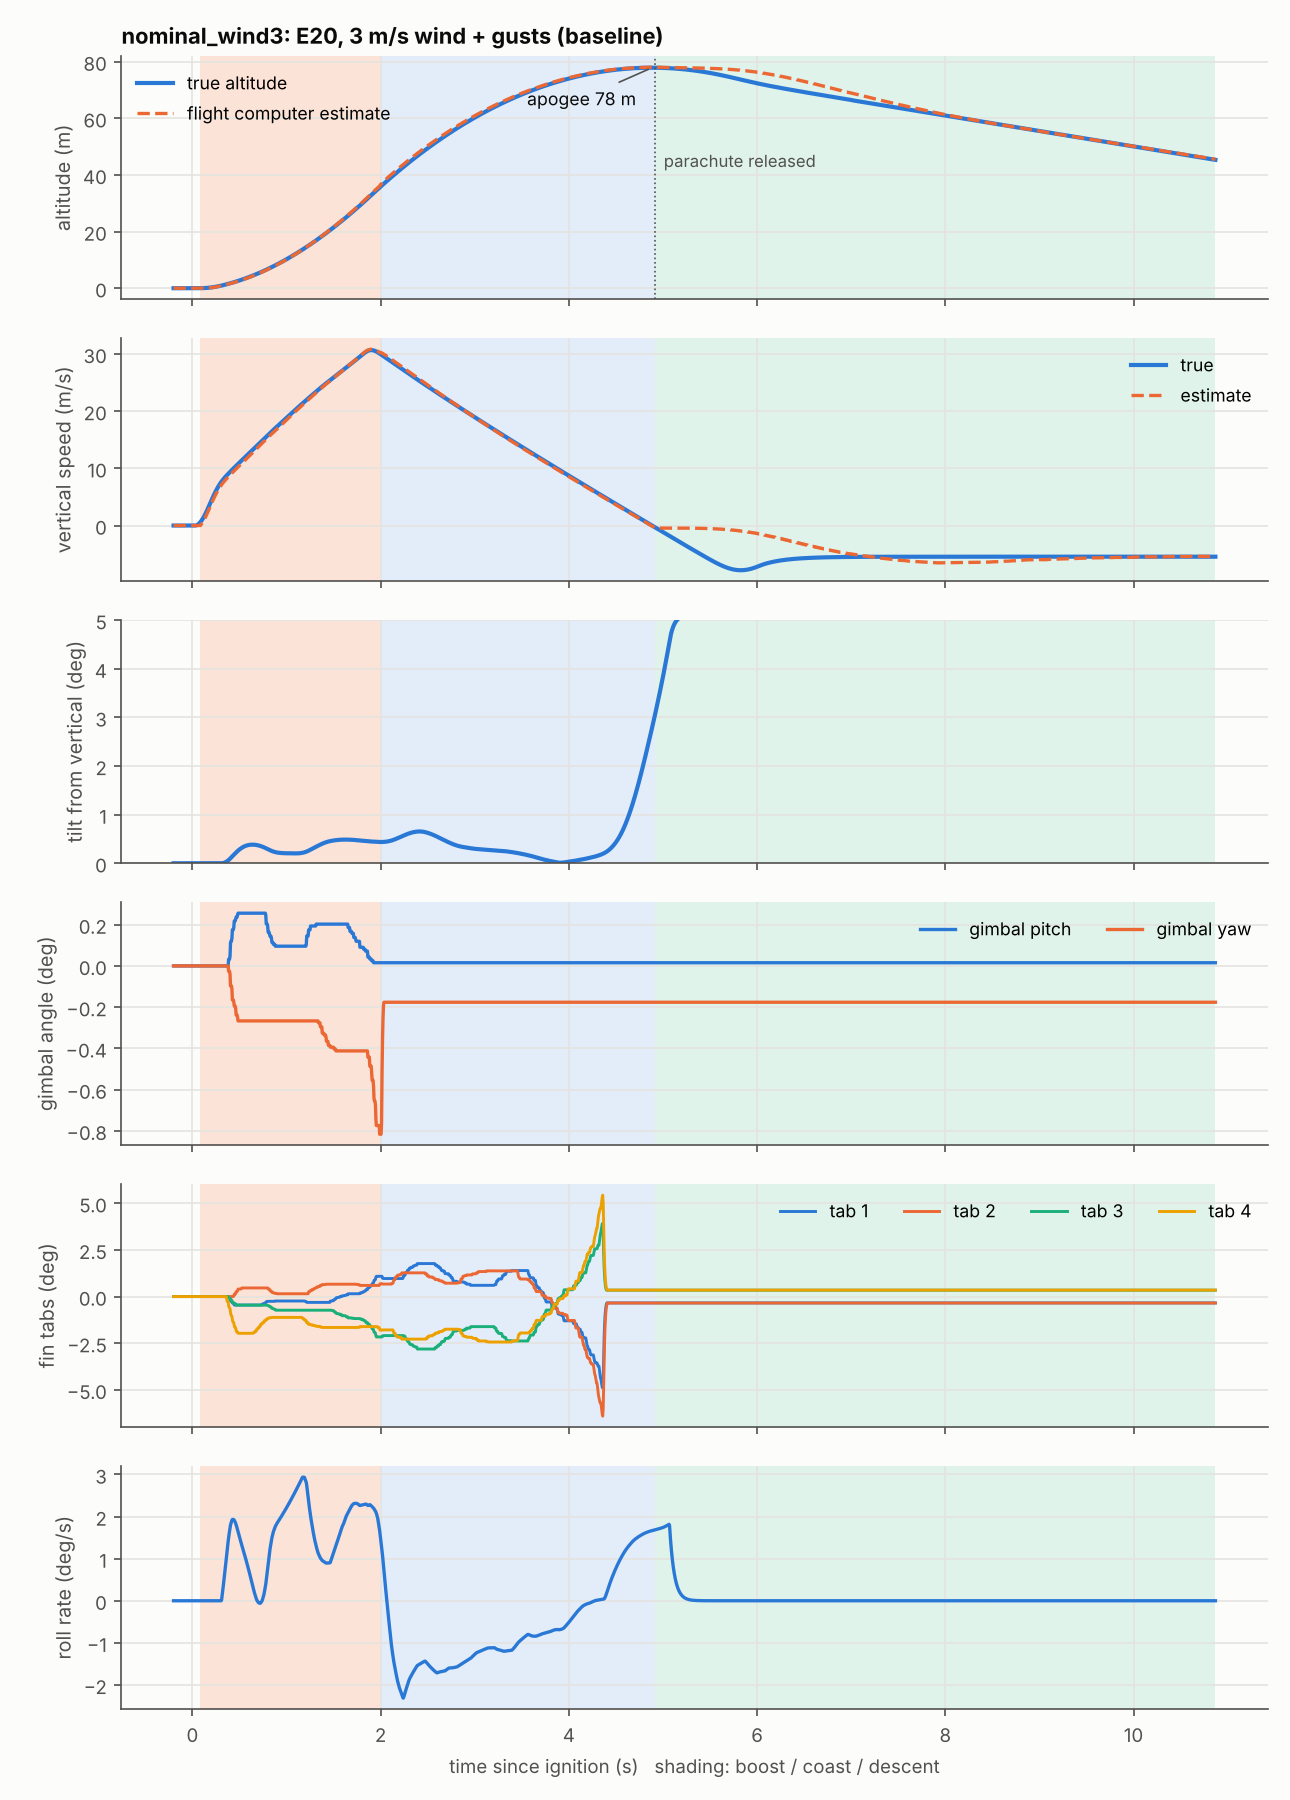 nominal_wind3: E20, 3 m/s wind + gusts (baseline)
altitude (m)
80
60
40
20
0
true altitude
flight computer estimate
apogee 78 m
parachute released
vertical speed (m/s)
30
20
10
0
true
estimate
tilt from vertical (deg)
5
4
3
2
1
0
gimbal angle (deg)
0.2
0.0
−0.2
−0.4
−0.6
−0.8
gimbal pitch
gimbal yaw
fin tabs (deg)
5.0
2.5
0.0
−2.5
−5.0
tab 1
tab 2
tab 3
tab 4
roll rate (deg/s)
3
2
1
0
−1
−2
0 2 4 6 8 10
time since ignition (s) shading: boost / coast / descent